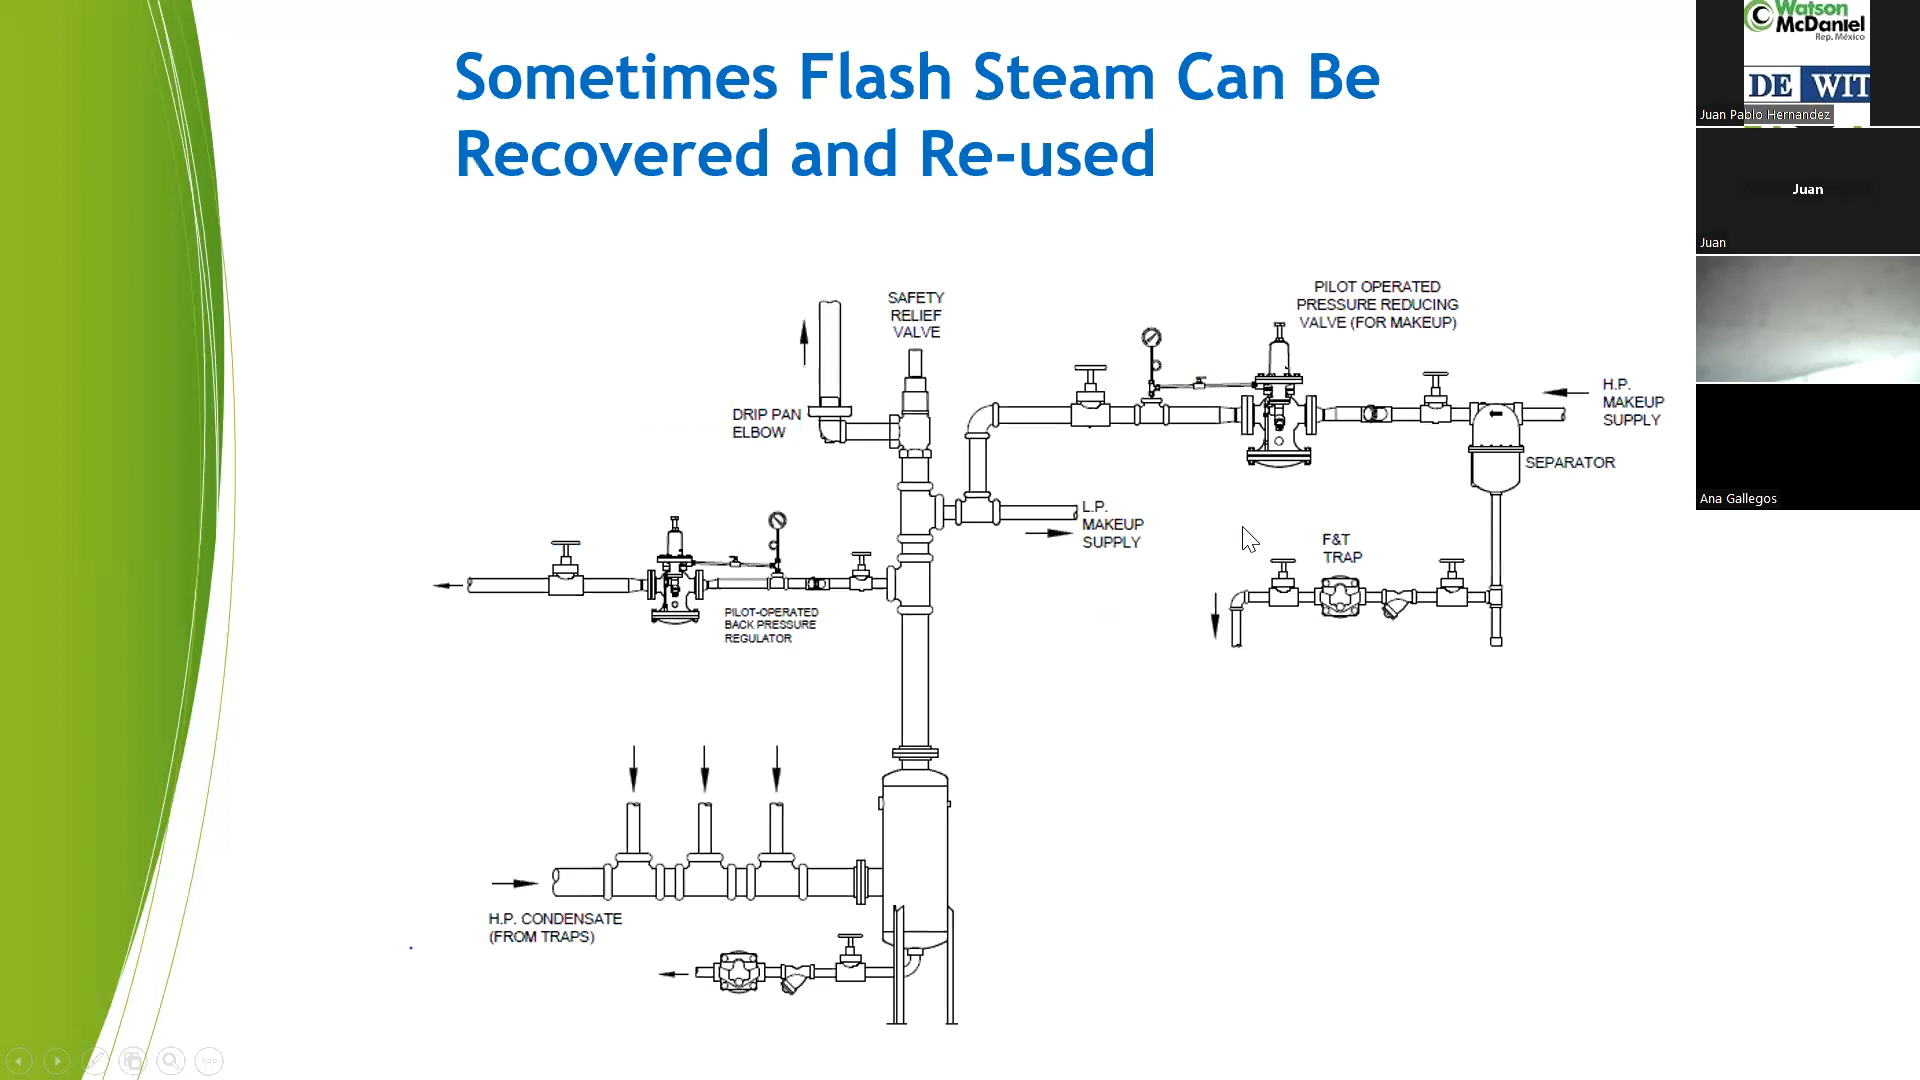 Sometimes Flash Steam Can Be
Recovered and Re-used
SAFETY
RELIEF
VALVE
DRIP PAN
ELBOW
PILOT OPERATED
PRESSURE REDUCING
VALVE (FOR MAKEUP)
H.P.
MAKEUP
SUPPLY
SEPARATOR
L.P.
MAKEUP
SUPPLY
F&T
TRAP
PILOT-OPERATED
BACK PRESSURE
REGULATOR
H.P. CONDENSATE
(FROM TRAPS)
Watson
McDaniel
Rep. México
DE WIT
Juan Pablo Hernandez
Juan
Juan
Ana Gallegos